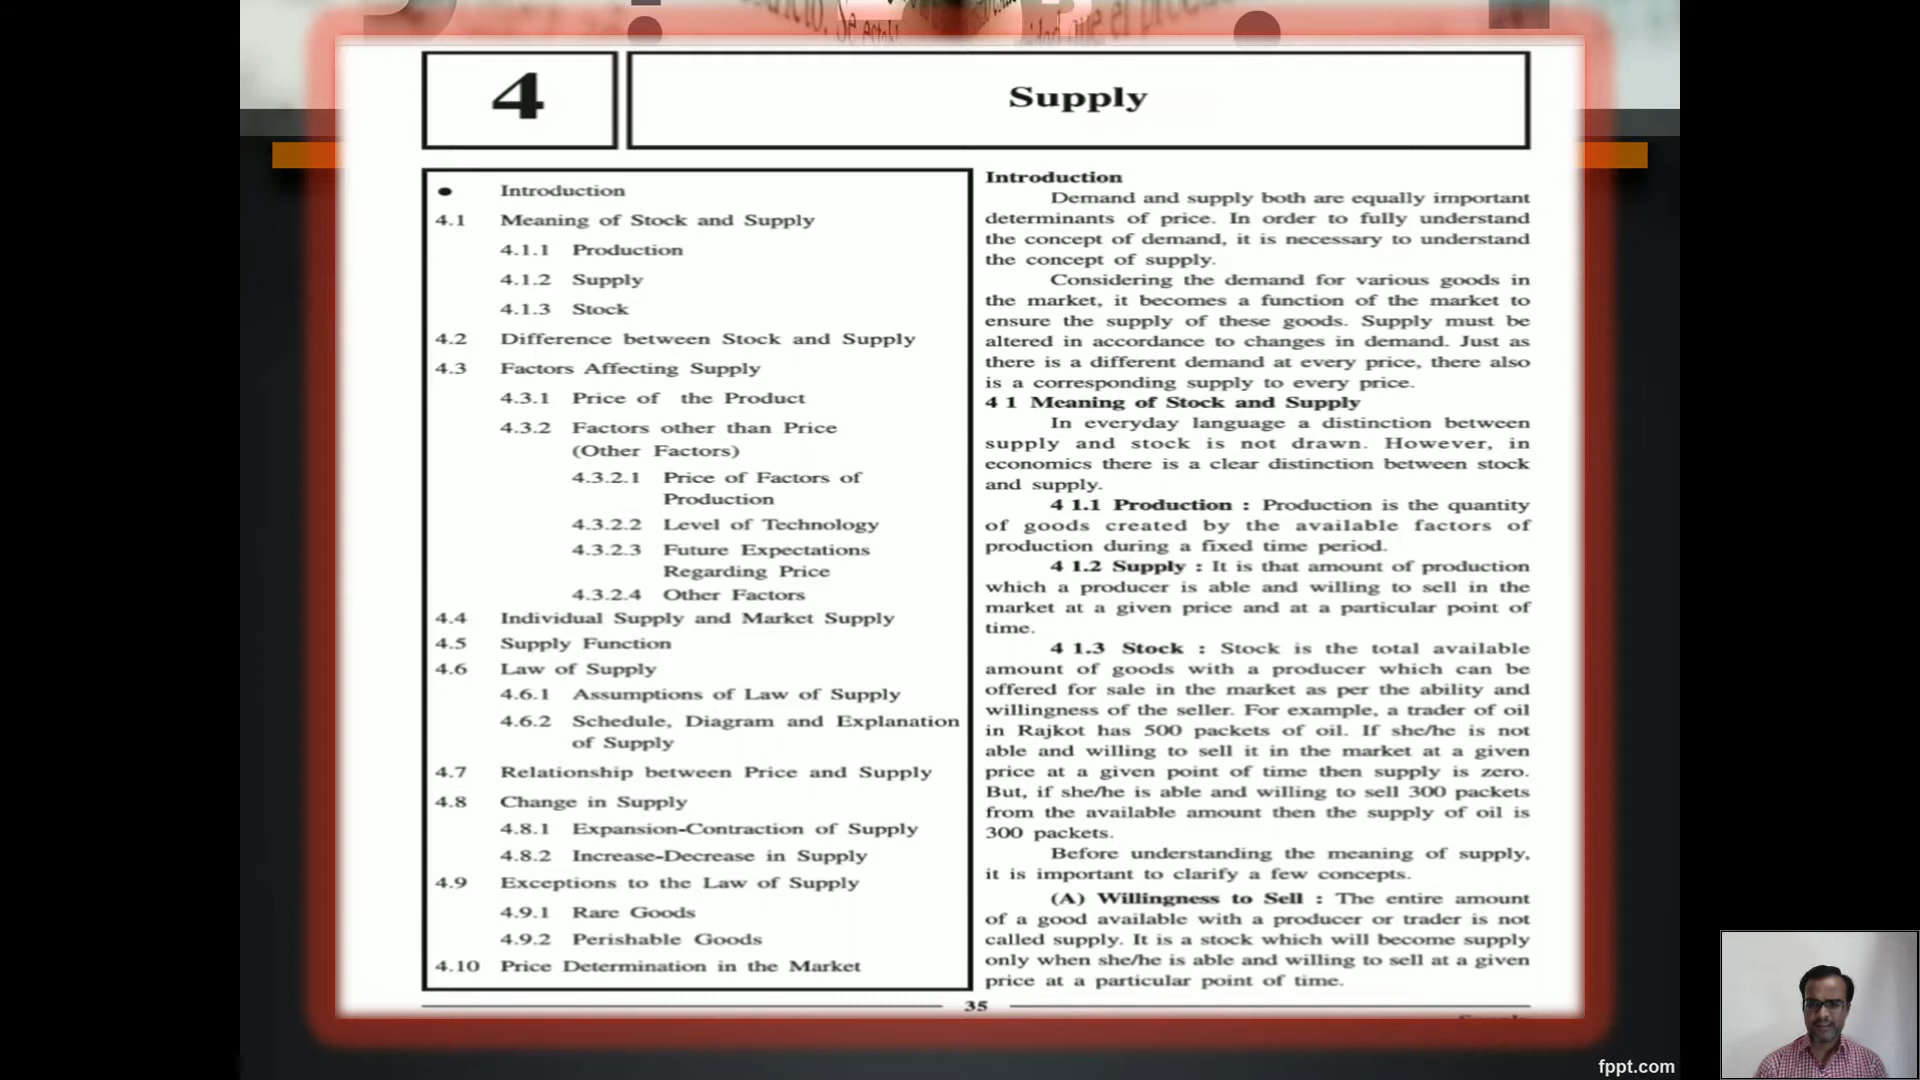 4
Supply
● Introduction
4.1 Meaning of Stock and Supply
4.1.1 Production
4.1.2 Supply
4.1.3 Stock
4.2 Difference between Stock and Supply
4.3 Factors Affecting Supply
4.3.1 Price of the Product
4.3.2 Factors other than Price
(Other Factors)
4.3.2.1 Price of Factors of
Production
4.3.2.2 Level of Technology
4.3.2.3 Future Expectations
Regarding Price
4.3.2.4 Other Factors
4.4 Individual Supply and Market Supply
4.5 Supply Function
4.6 Law of Supply
4.6.1 Assumptions of Law of Supply
4.6.2 Schedule, Diagram and Explanation
of Supply
4.7 Relationship between Price and Supply
4.8 Change in Supply
4.8.1 Expansion-Contraction of Supply
4.8.2 Increase-Decrease in Supply
4.9 Exceptions to the Law of Supply
4.9.1 Rare Goods
4.9.2 Perishable Goods
4.10 Price Determination in the Market
Introduction
Demand and supply both are equally important
determinants of price. In order to fully understand
the concept of demand, it is necessary to understand
the concept of supply.
Considering the demand for various goods in
the market, it becomes a function of the market to
ensure the supply of these goods. Supply must be
altered in accordance to changes in demand. Just as
there is a different demand at every price, there also
is a corresponding supply to every price.
4 1 Meaning of Stock and Supply
In everyday language a distinction between
supply and stock is not drawn. However, in
economics there is a clear distinction between stock
and supply.
4 1.1 Production : Production is the quantity
of goods created by the available factors of
production during a fixed time period.
4 1.2 Supply : It is that amount of production
which a producer is able and willing to sell in the
market at a given price and at a particular point of
time.
4 1.3 Stock : Stock is the total available
amount of goods with a producer which can be
offered for sale in the market as per the ability and
willingness of the seller. For example, a trader of oil
in Rajkot has 500 packets of oil. If she/he is not
able and willing to sell it in the market at a given
price at a given point of time then supply is zero.
But, if she/he is able and willing to sell 300 packets
from the available amount then the supply of oil is
300 packets.
Before understanding the meaning of supply,
it is important to clarify a few concepts.
(A) Willingness to Sell : The entire amount
of a good available with a producer or trader is not
called supply. It is a stock which will become supply
only when she/he is able and willing to sell at a given
price at a particular point of time.
35
fppt.com